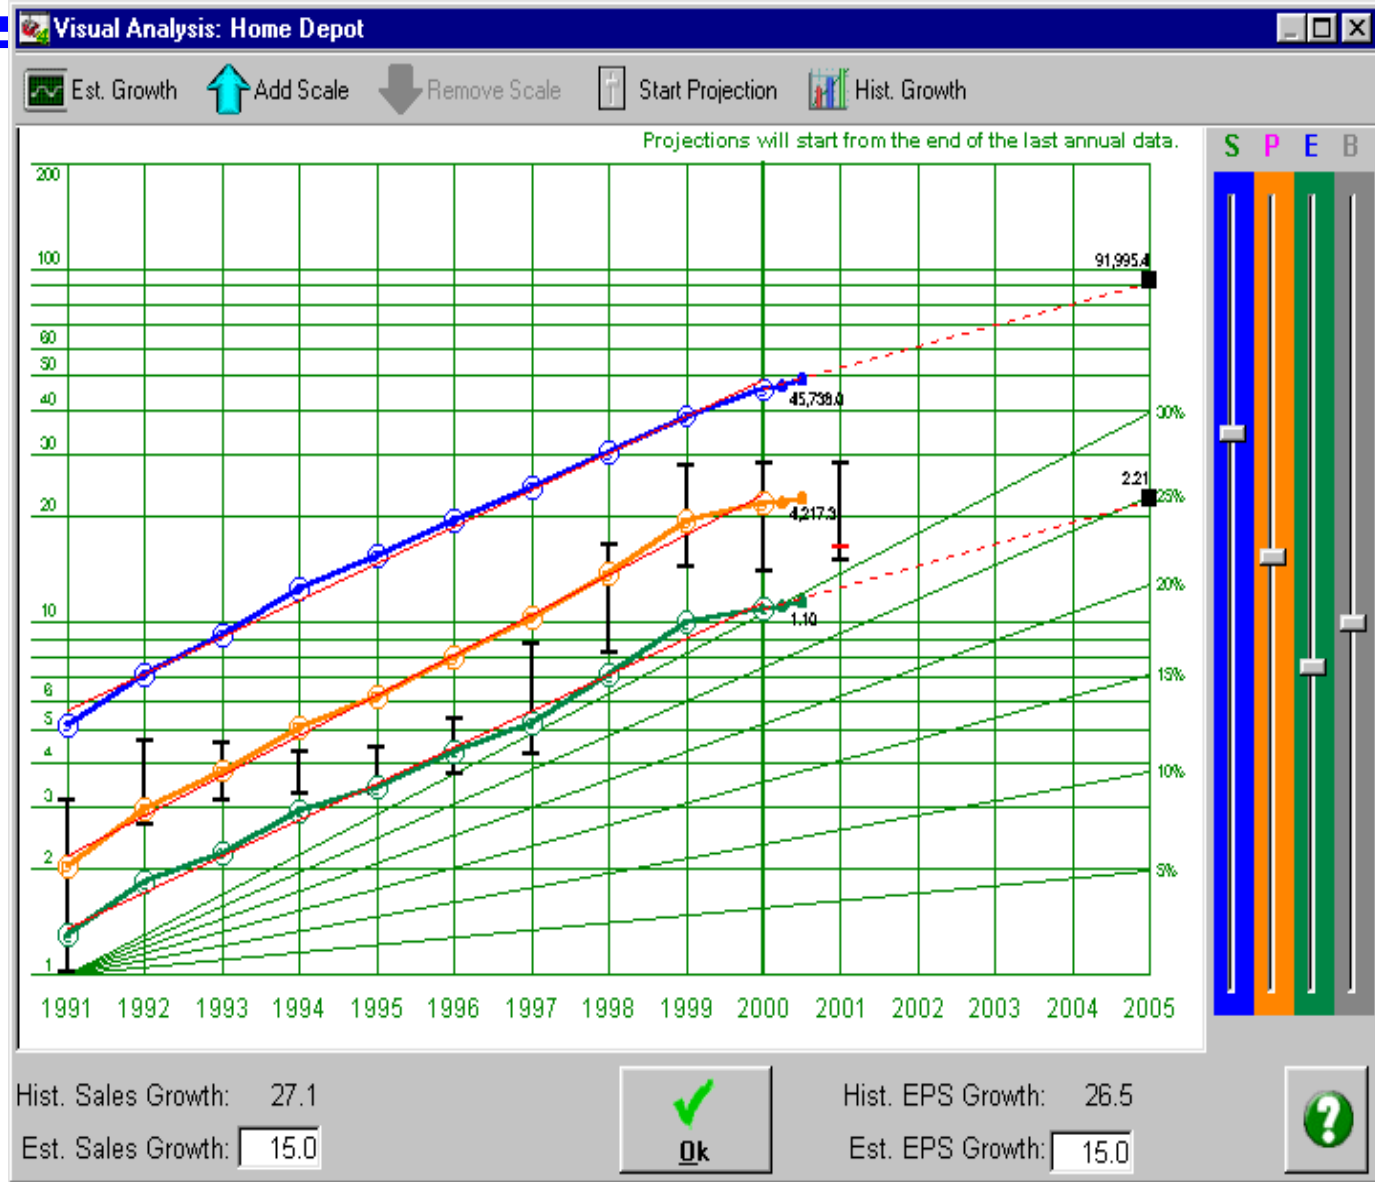 Visual Analysis: Home Depot
Est. Growth Add Scale Remove Scale Start Projection Hist. Growth
Projections will start from the end of the last annual data.
S P E B
200
100
91,995.4
60
50
40
45,738.0
30%
30
2.21
25%
20
4,217.3
20%
10
1.10
15%
6
5
4
10%
3
2
5%
1
1991 1992 1993 1994 1995 1996 1997 1998 1999 2000 2001 2002 2003 2004 2005
Hist. Sales Growth: 27.1
Hist. EPS Growth: 26.5
Est. Sales Growth: 15.0
Ok
Est. EPS Growth: 15.0
?